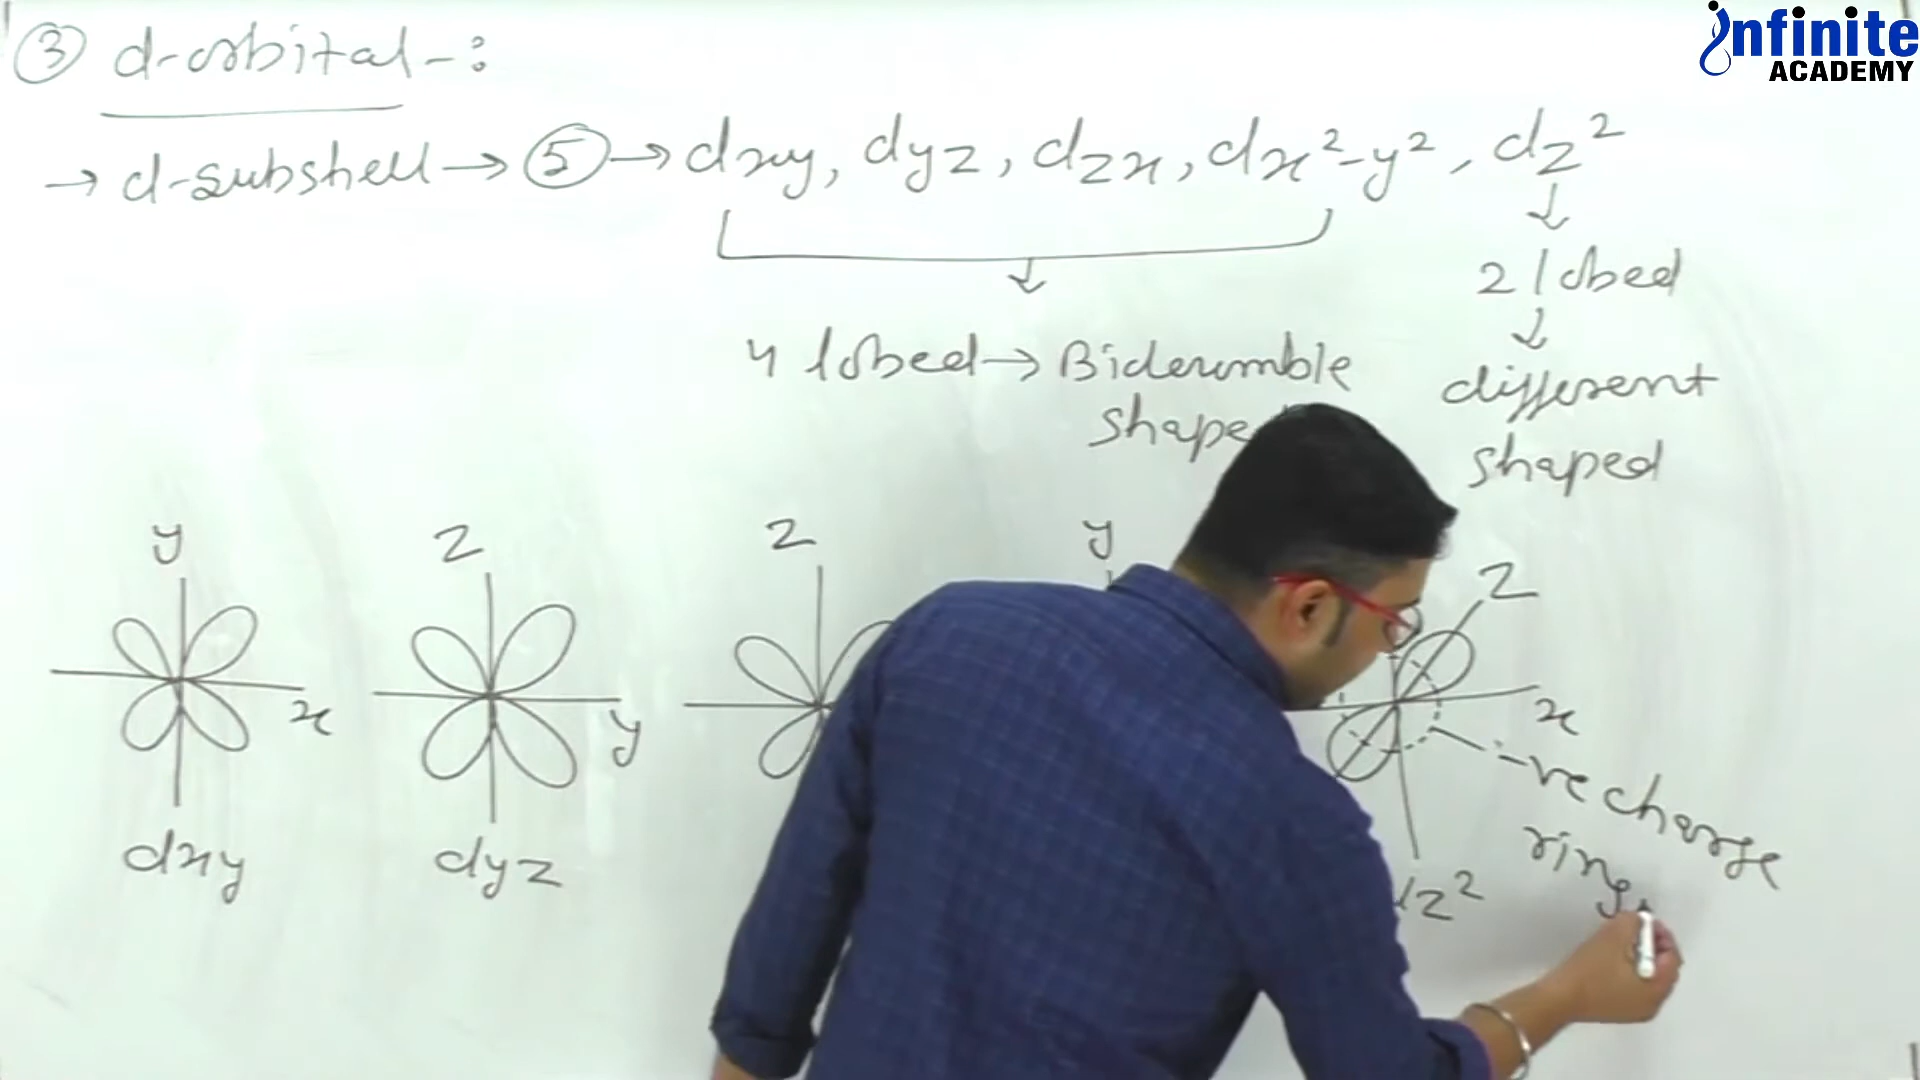 infinite
ACADEMY
③ d-orbital-:
→ d-subshell → ⑤ → dxy, dyz, dzx, dx²-y², dz²
2 lobed
different
shaped
4 lobed → Biderumble
shape
y
x
dxy
z
y
dyz
z
y
z
x
z²
-ve charge
ring